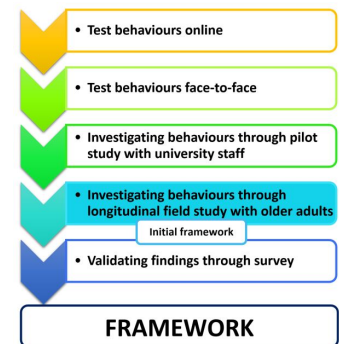 • Test behaviours online
• Test behaviours face-to-face
• Investigating behaviours through pilot
study with university staff
• Investigating behaviours through
longitudinal field study with older adults
Initial framework
• Validating findings through survey
FRAMEWORK